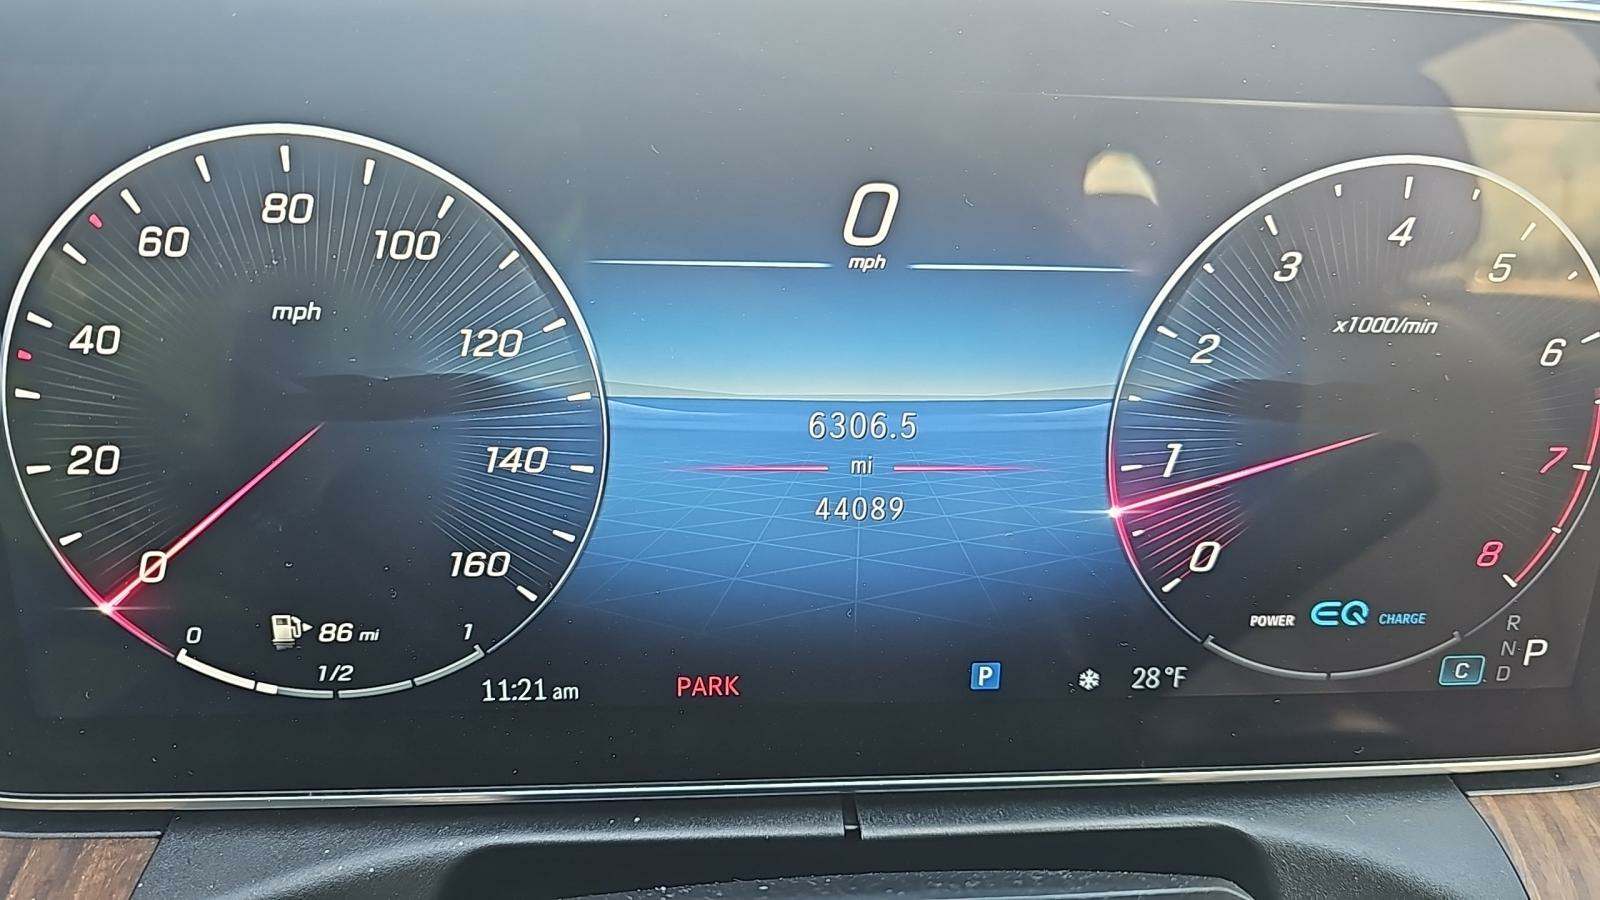 80
60
100
mph
40
120
20
140
0
160
0
86 mi
1
1/2
11:21 am
0
mph
6306.5
mi
44089
PARK
P
28°F
4
3
5
x1000/min
2
6
1
7
0
8
POWER EQ CHARGE
R
N
P
C
D